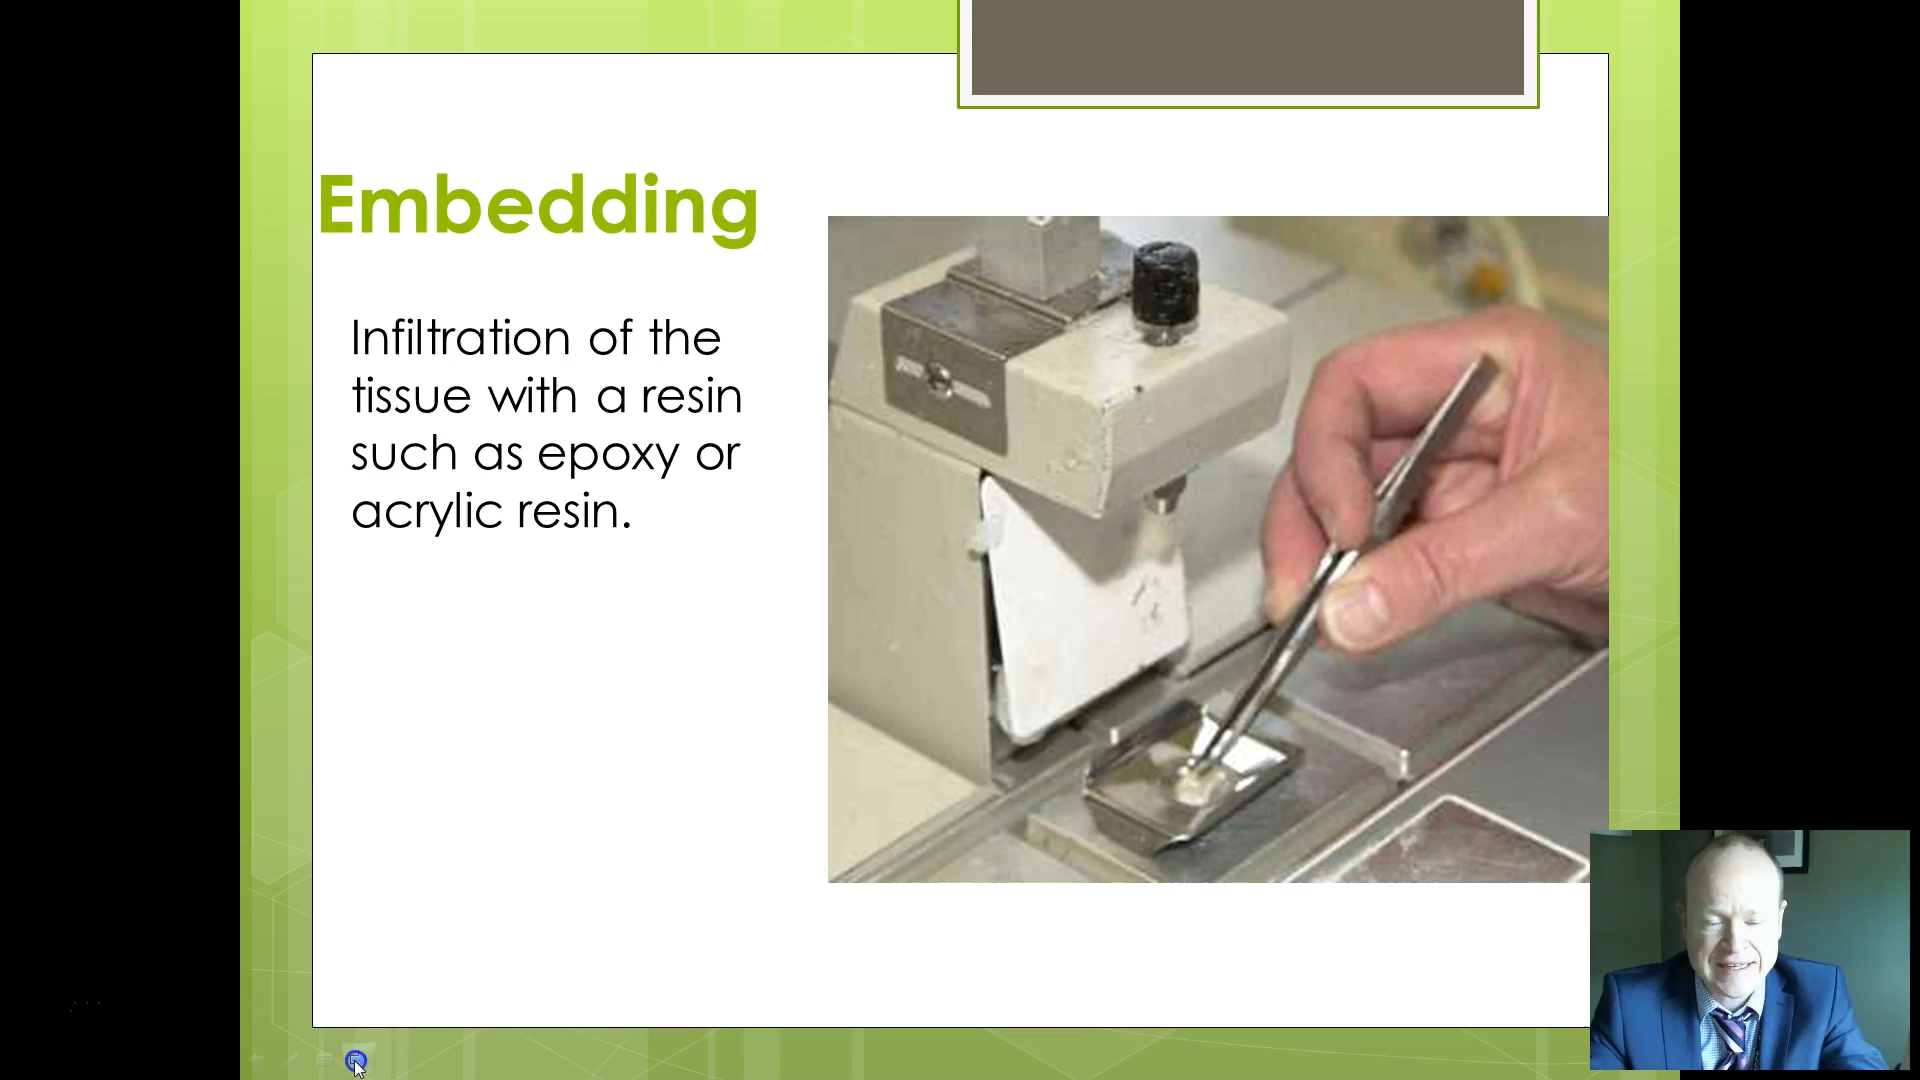 Embedding
Infiltration of the
tissue with a resin
such as epoxy or
acrylic resin.